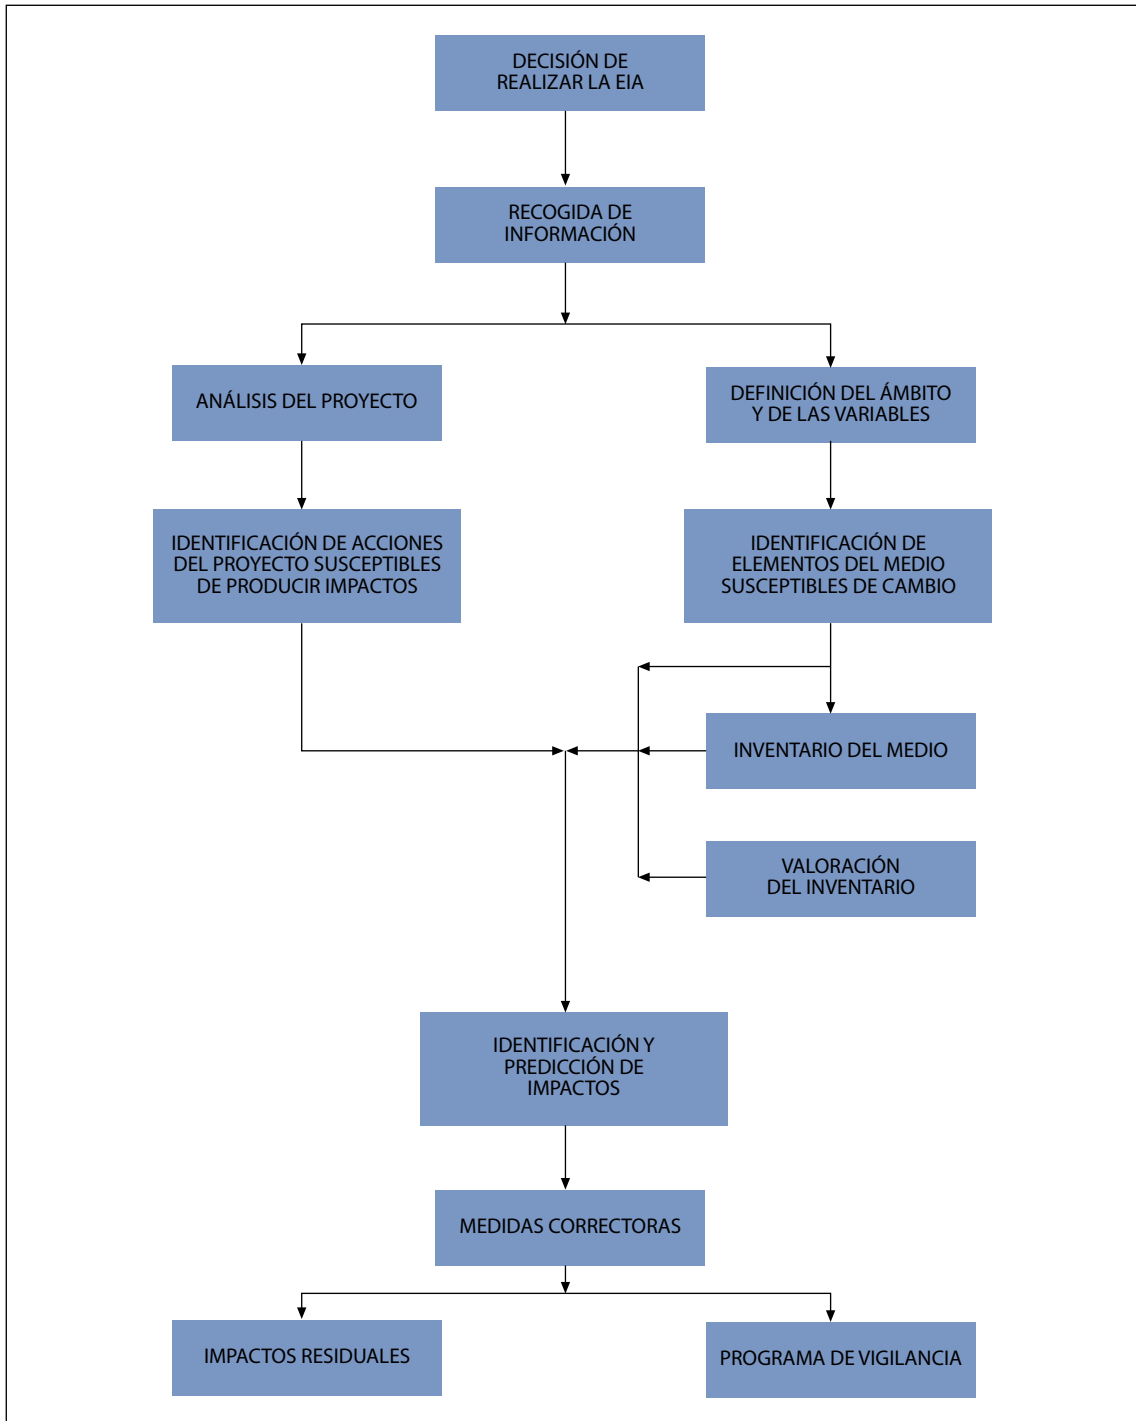 DECISIÓN DE
REALIZAR LA EIA
RECOGIDA DE
INFORMACIÓN
ANÁLISIS DEL PROYECTO
DEFINICIÓN DEL ÁMBITO
Y DE LAS VARIABLES
IDENTIFICACIÓN DE ACCIONES
DEL PROYECTO SUSCEPTIBLES
DE PRODUCIR IMPACTOS
IDENTIFICACIÓN DE
ELEMENTOS DEL MEDIO
SUSCEPTIBLES DE CAMBIO
INVENTARIO DEL MEDIO
VALORACIÓN
DEL INVENTARIO
IDENTIFICACIÓN Y
PREDICCIÓN DE
IMPACTOS
MEDIDAS CORRECTORAS
IMPACTOS RESIDUALES
PROGRAMA DE VIGILANCIA